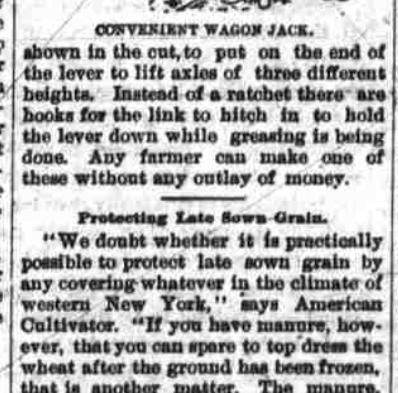 CONVENIENT WAGON JACK.
shown in the cut, to put on the end of
the lever to lift axles of three different
heights. Instead of a ratchet there are
hooks for the link to hitch in to hold
the lever down while greasing is being
done. Any farmer can make one of
these without any outlay of money.
Protecting Late Sown Grain.
"We doubt whether it is practically
possible to protect late sown grain by
any covering whatever in the climate of
western New York," says American
Cultivator. "If you have manure, how-
ever, that you can spare to top dress the
wheat after the ground has been frozen,
that is another matter. The manure,